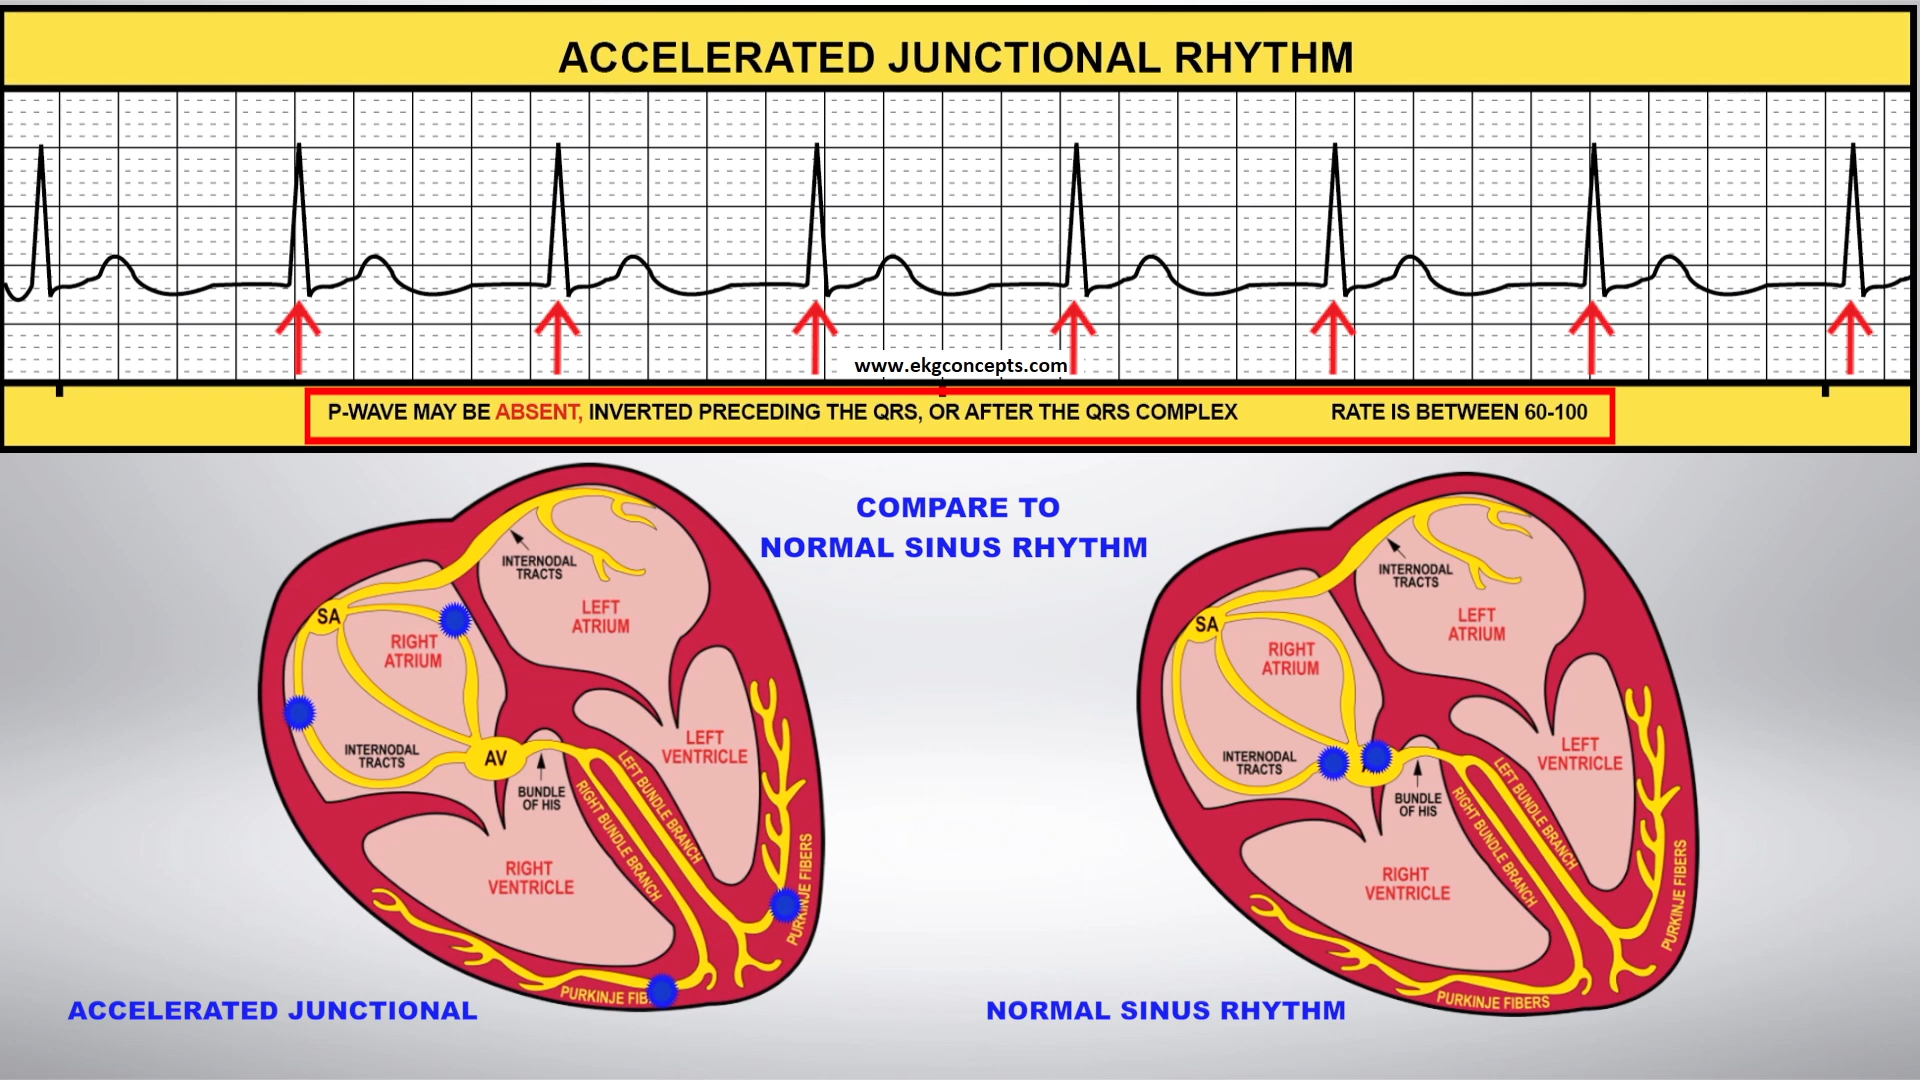 ACCELERATED JUNCTIONAL RHYTHM
www.ekgconcepts.com
P-WAVE MAY BE ABSENT, INVERTED PRECEDING THE QRS, OR AFTER THE QRS COMPLEX RATE IS BETWEEN 60-100
COMPARE TO
NORMAL SINUS RHYTHM
INTERNODAL
TRACTS
LEFT
ATRIUM
SA
RIGHT
ATRIUM
INTERNODAL
TRACTS
AV
BUNDLE
OF HIS
LEFT BUNDLE BRANCH
RIGHT BUNDLE BRANCH
LEFT
VENTRICLE
RIGHT
VENTRICLE
PURKINJE FIBERS
PURKINJE FIB
ACCELERATED JUNCTIONAL
INTERNODAL
TRACTS
LEFT
ATRIUM
SA
RIGHT
ATRIUM
INTERNODAL
TRACTS
BUNDLE
OF HIS
LEFT BUNDLE BRANCH
RIGHT BUNDLE BRANCH
LEFT
VENTRICLE
RIGHT
VENTRICLE
PURKINJE FIBERS
PURKINJE FIBERS
NORMAL SINUS RHYTHM